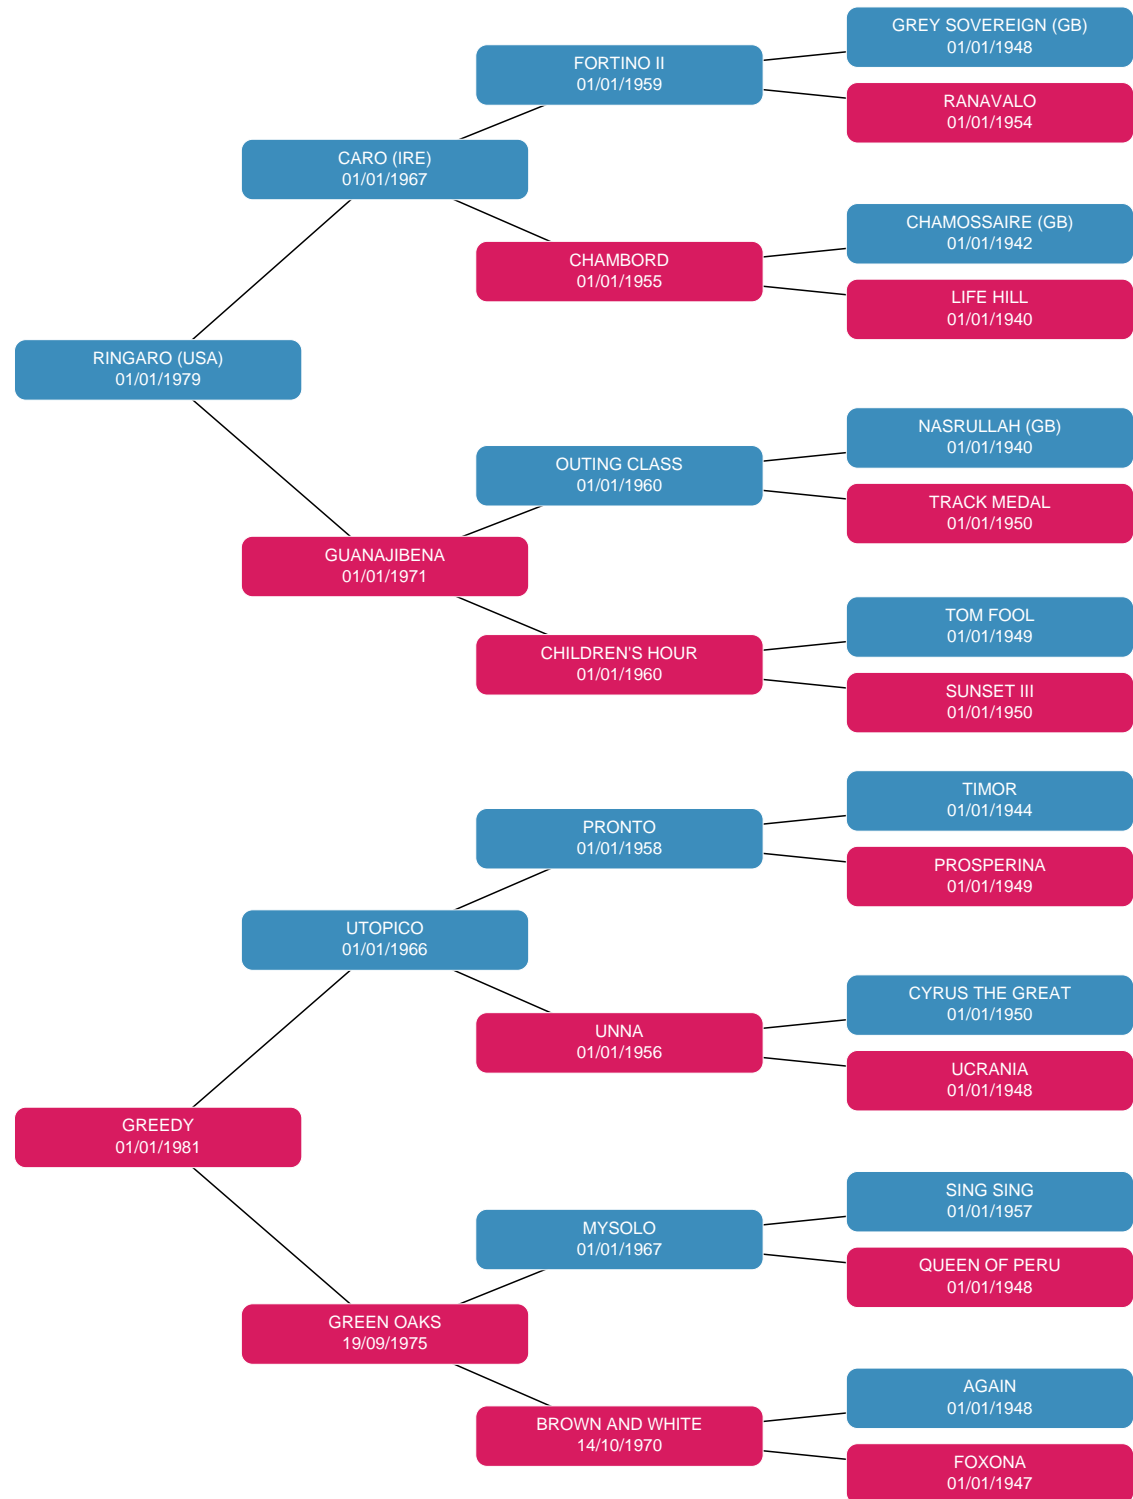 GREY SOVEREIGN (GB)
01/01/1948
FORTINO II
01/01/1959
RANAVALO
01/01/1954
CARO (IRE)
01/01/1967
CHAMOSSAIRE (GB)
01/01/1942
CHAMBORD
01/01/1955
LIFE HILL
01/01/1940
RINGARO (USA)
01/01/1979
NASRULLAH (GB)
01/01/1940
OUTING CLASS
01/01/1960
TRACK MEDAL
01/01/1950
GUANAJIBENA
01/01/1971
TOM FOOL
01/01/1949
CHILDREN'S HOUR
01/01/1960
SUNSET III
01/01/1950
TIMOR
01/01/1944
PRONTO
01/01/1958
PROSPERINA
01/01/1949
UTOPICO
01/01/1966
CYRUS THE GREAT
01/01/1950
UNNA
01/01/1956
UCRANIA
01/01/1948
GREEDY
01/01/1981
SING SING
01/01/1957
MYSOLO
01/01/1967
QUEEN OF PERU
01/01/1948
GREEN OAKS
19/09/1975
AGAIN
01/01/1948
BROWN AND WHITE
14/10/1970
FOXONA
01/01/1947